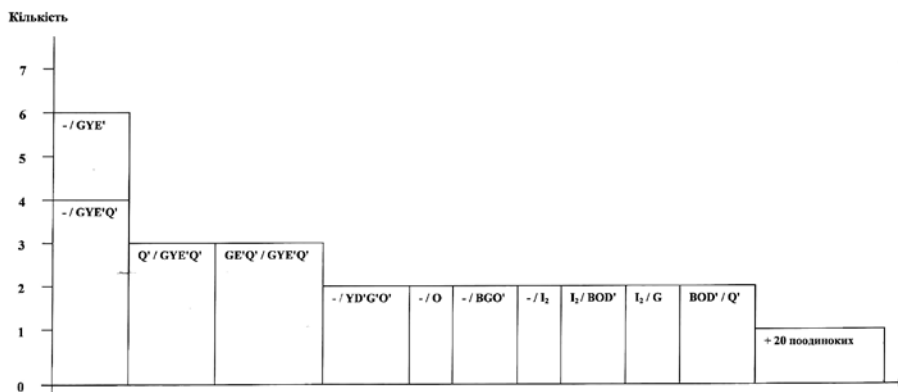 Кількість
7
6
- / GYE'
5
4
- / GYE'Q'
3
Q' / GYE'Q'
GE'Q' / GYE'Q'
2
- / YD'G'O'
- / O
- / BGO'
- / I₂
I₂ / BOD'
I₂ / G
BOD' / Q'
1
+ 20 поодиноких
0